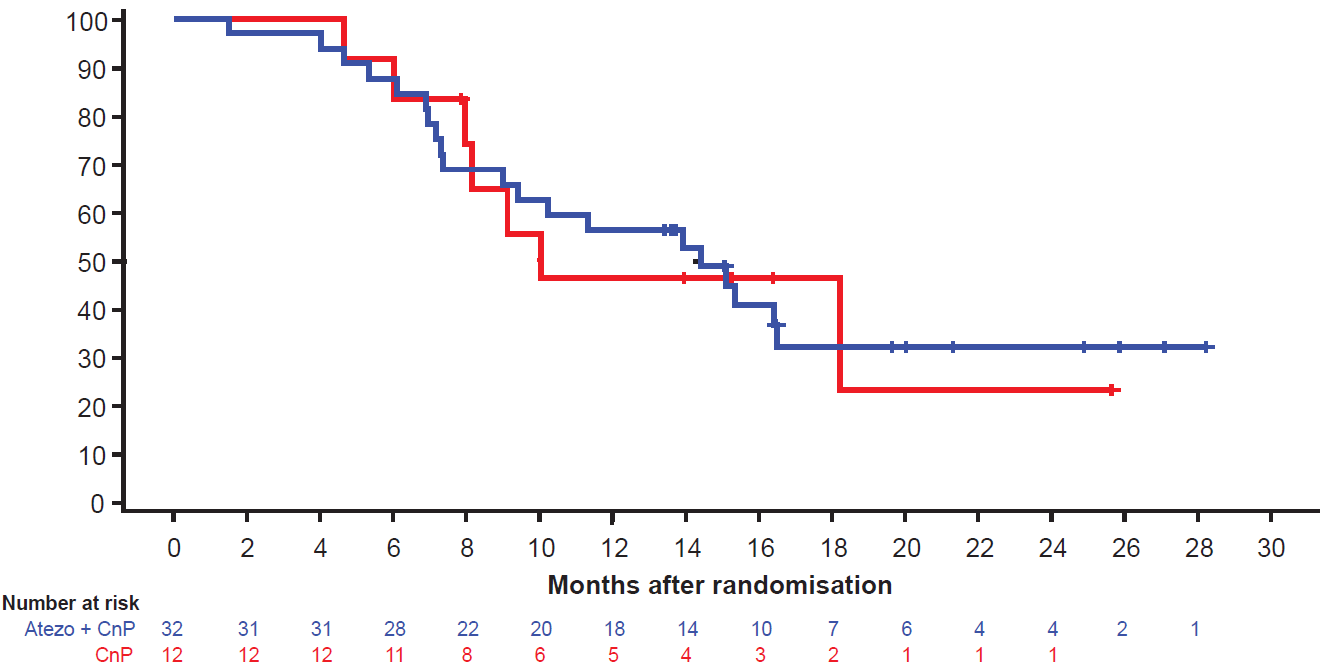 100
90
80
70
60
50
40
30
20
10
0
0 2 4 6 8 10 12 14 16 18 20 22 24 26 28 30
Months after randomisation
Number at risk
Atezo + CnP 32 31 31 28 22 20 18 14 10 7 6 4 4 2 1
CnP 12 12 12 11 8 6 5 4 3 2 1 1 1